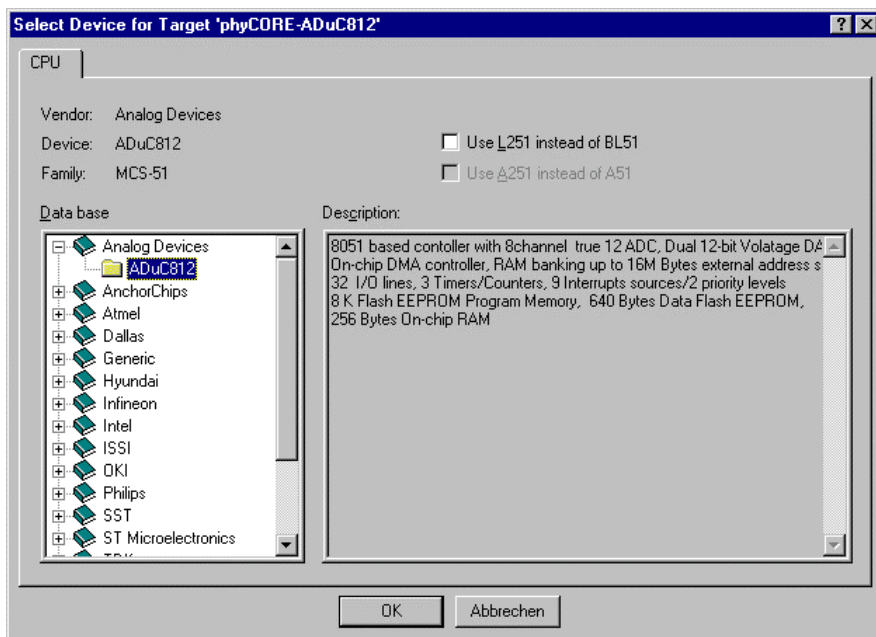 Select Device for Target 'phyCORE-ADuC812'
CPU
Vendor: Analog Devices
Device: ADuC812
Use L251 instead of BL51
Family: MCS-51
Use A251 instead of A51
Data base
Description:
Analog Devices
ADuC812
AnchorChips
Atmel
Dallas
Generic
Hyundai
Infineon
Intel
ISSI
OKI
Philips
SST
ST Microelectronics
8051 based contoller with 8channel true 12 ADC, Dual 12-bit Volatage DA
On-chip DMA controller, RAM banking up to 16M Bytes external address s
32 I/O lines, 3 Timers/Counters, 9 Interrupts sources/2 priority levels
8 K Flash EEPROM Program Memory, 640 Bytes Data Flash EEPROM,
256 Bytes On-chip RAM
OK
Abbrechen